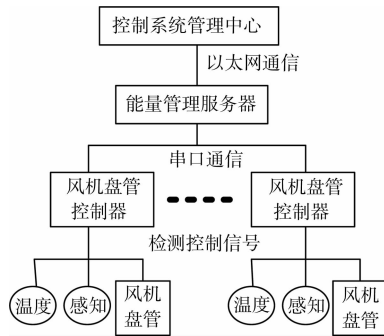 控制系统管理中心
以太网通信
能量管理服务器
串口通信
风机盘管
控制器
风机盘管
控制器
检测控制信号
温度
感知
风机
盘管
温度
感知
风机
盘管